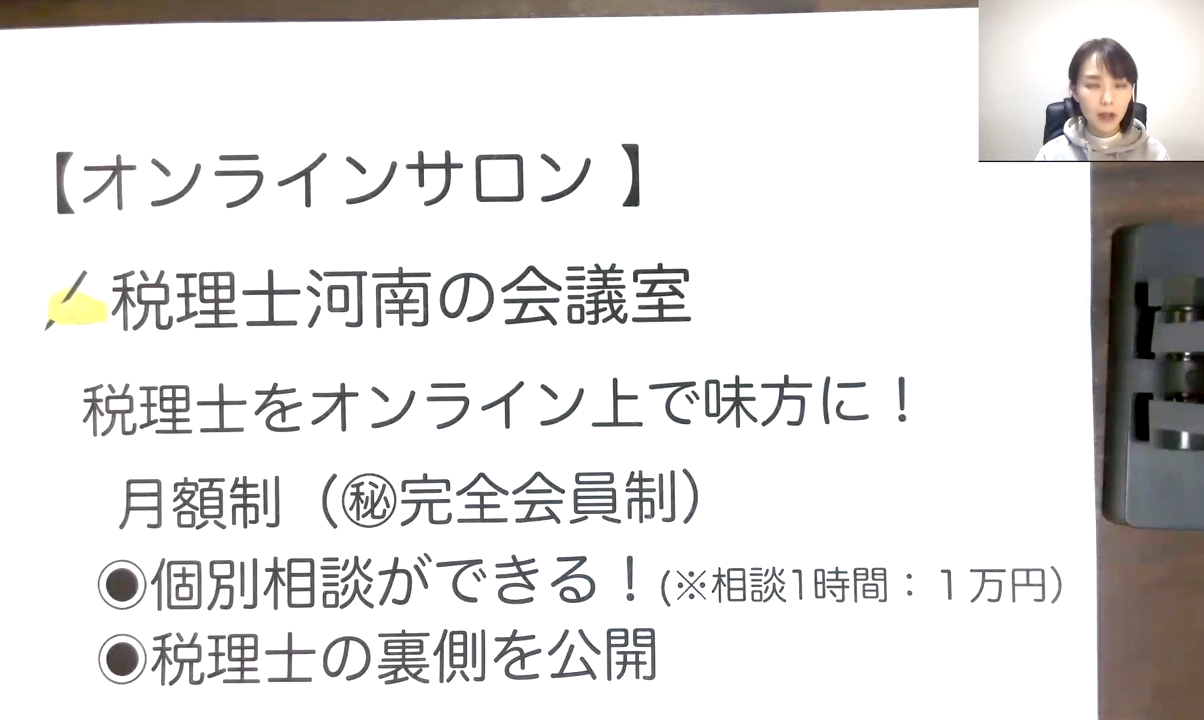 【オンラインサロン】
✍税理士河南の会議室
税理士をオンライン上で味方に！
月額制（㊙完全会員制）
◉個別相談ができる！(※相談1時間：１万円)
◉税理士の裏側を公開